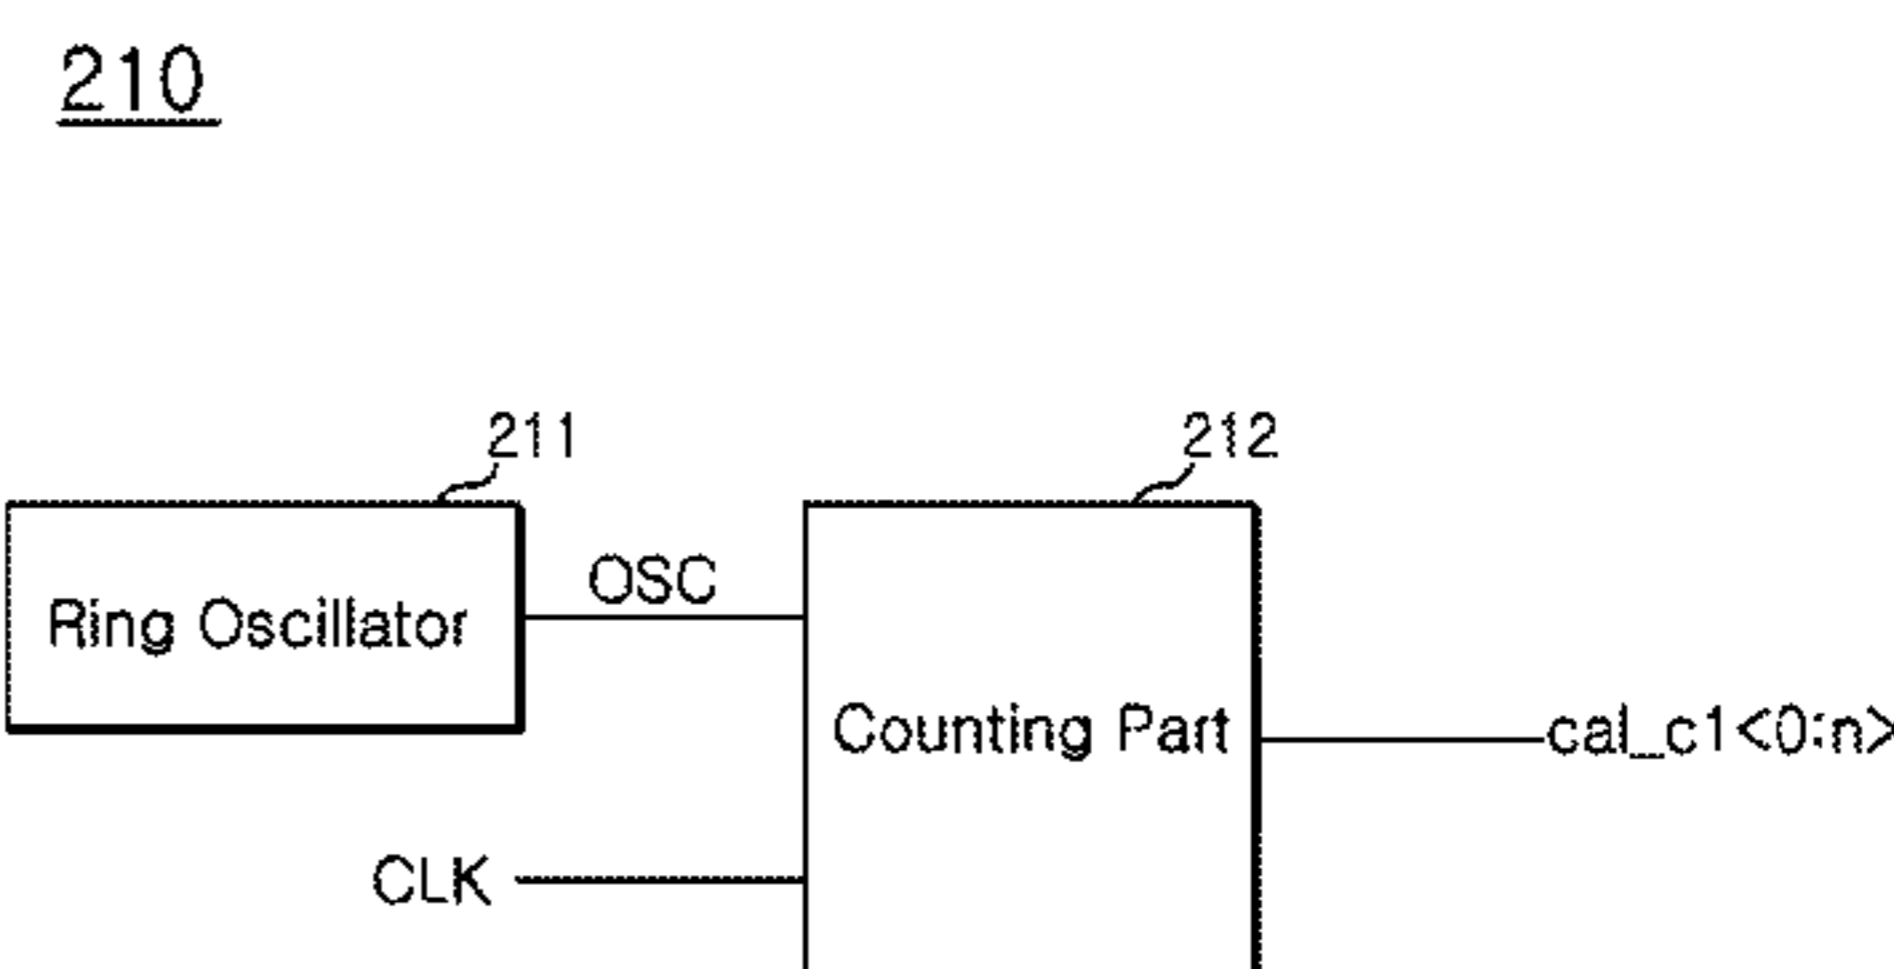 210
211
212
OSC
Ring Oscillator
Counting Part
cal_c1<0:n>
CLK